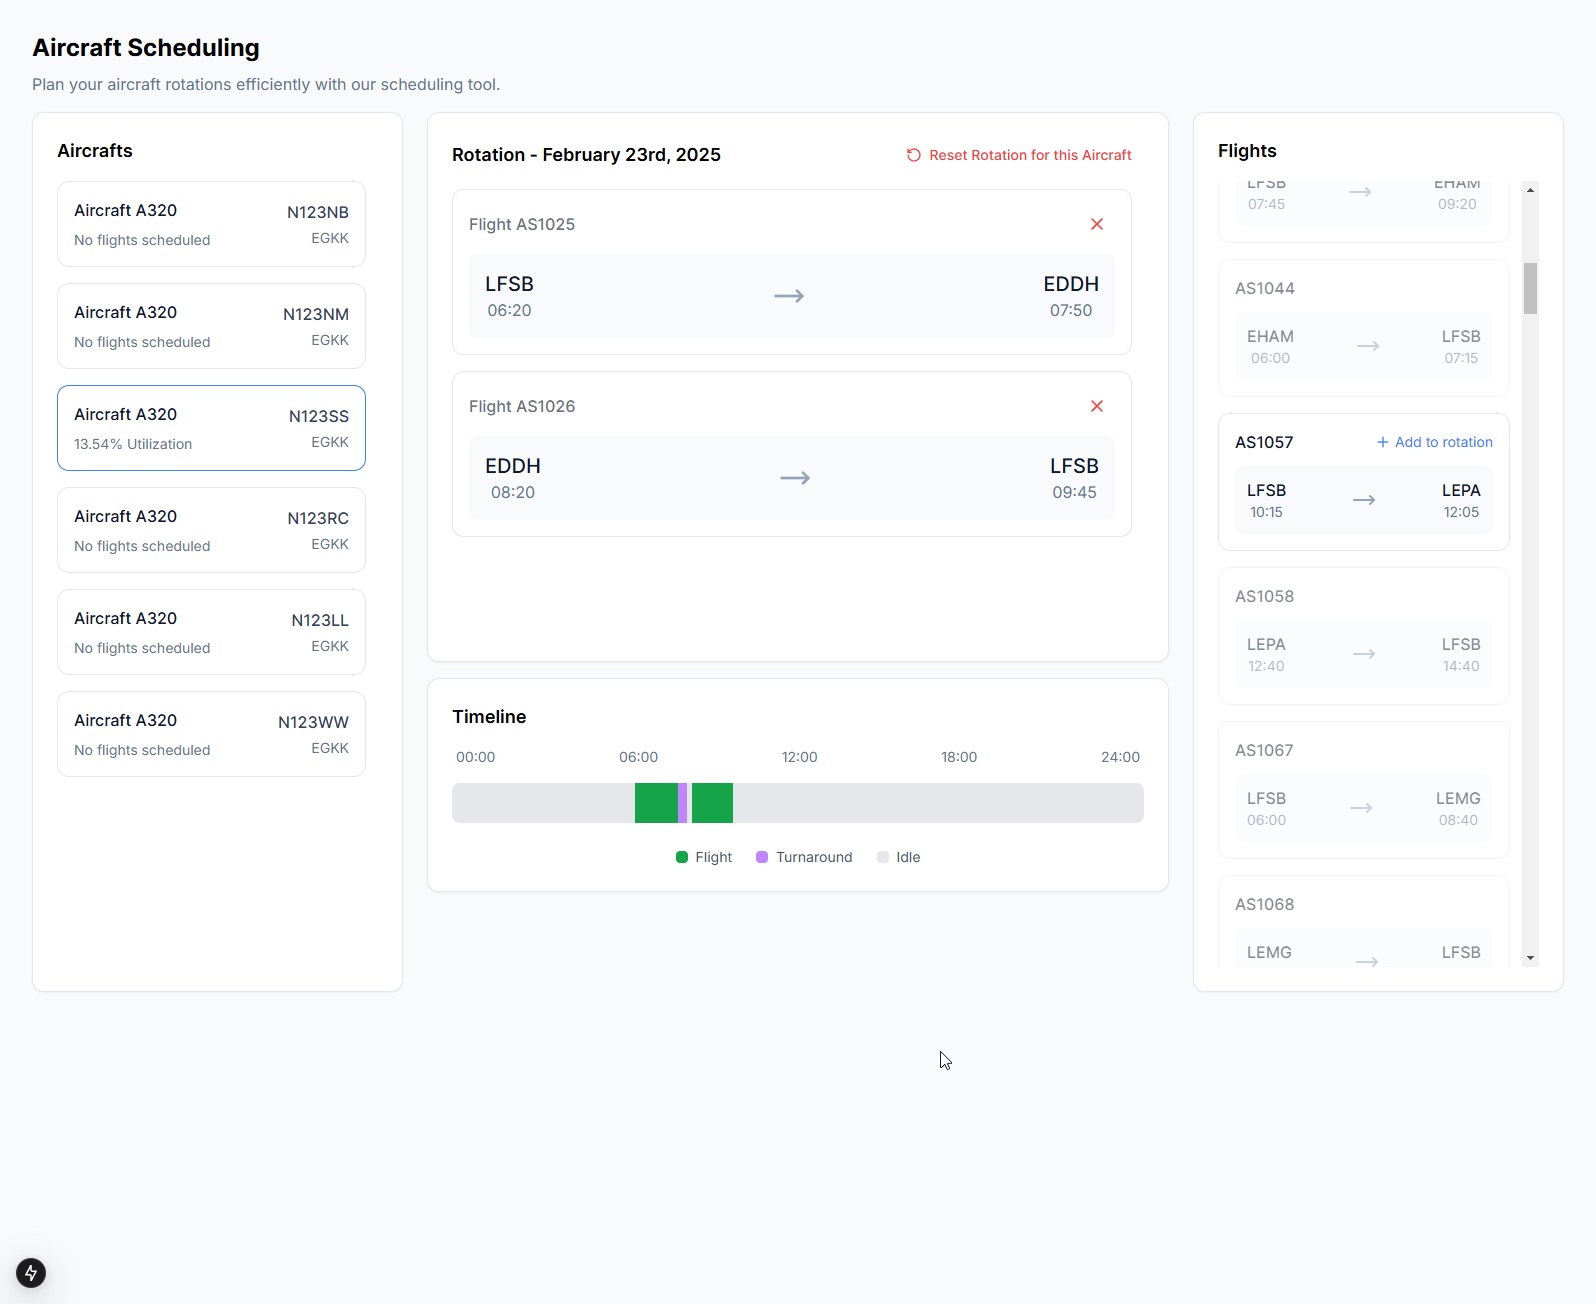 Aircraft Scheduling
Plan your aircraft rotations efficiently with our scheduling tool.
Aircrafts
Aircraft A320 N123NB
No flights scheduled EGKK
Aircraft A320 N123NM
No flights scheduled EGKK
Aircraft A320 N123SS
13.54% Utilization EGKK
Aircraft A320 N123RC
No flights scheduled EGKK
Aircraft A320 N123LL
No flights scheduled EGKK
Aircraft A320 N123WW
No flights scheduled EGKK
Rotation - February 23rd, 2025 Reset Rotation for this Aircraft
Flight AS1025
LFSB → EDDH
06:20 07:50
Flight AS1026
EDDH → LFSB
08:20 09:45
Timeline
00:00 06:00 12:00 18:00 24:00
Flight Turnaround Idle
Flights
LFSB → EHAM
07:45 09:20
AS1044
EHAM → LFSB
06:00 07:15
AS1057 + Add to rotation
LFSB → LEPA
10:15 12:05
AS1058
LEPA → LFSB
12:40 14:40
AS1067
LFSB → LEMG
06:00 08:40
AS1068
LEMG → LFSB